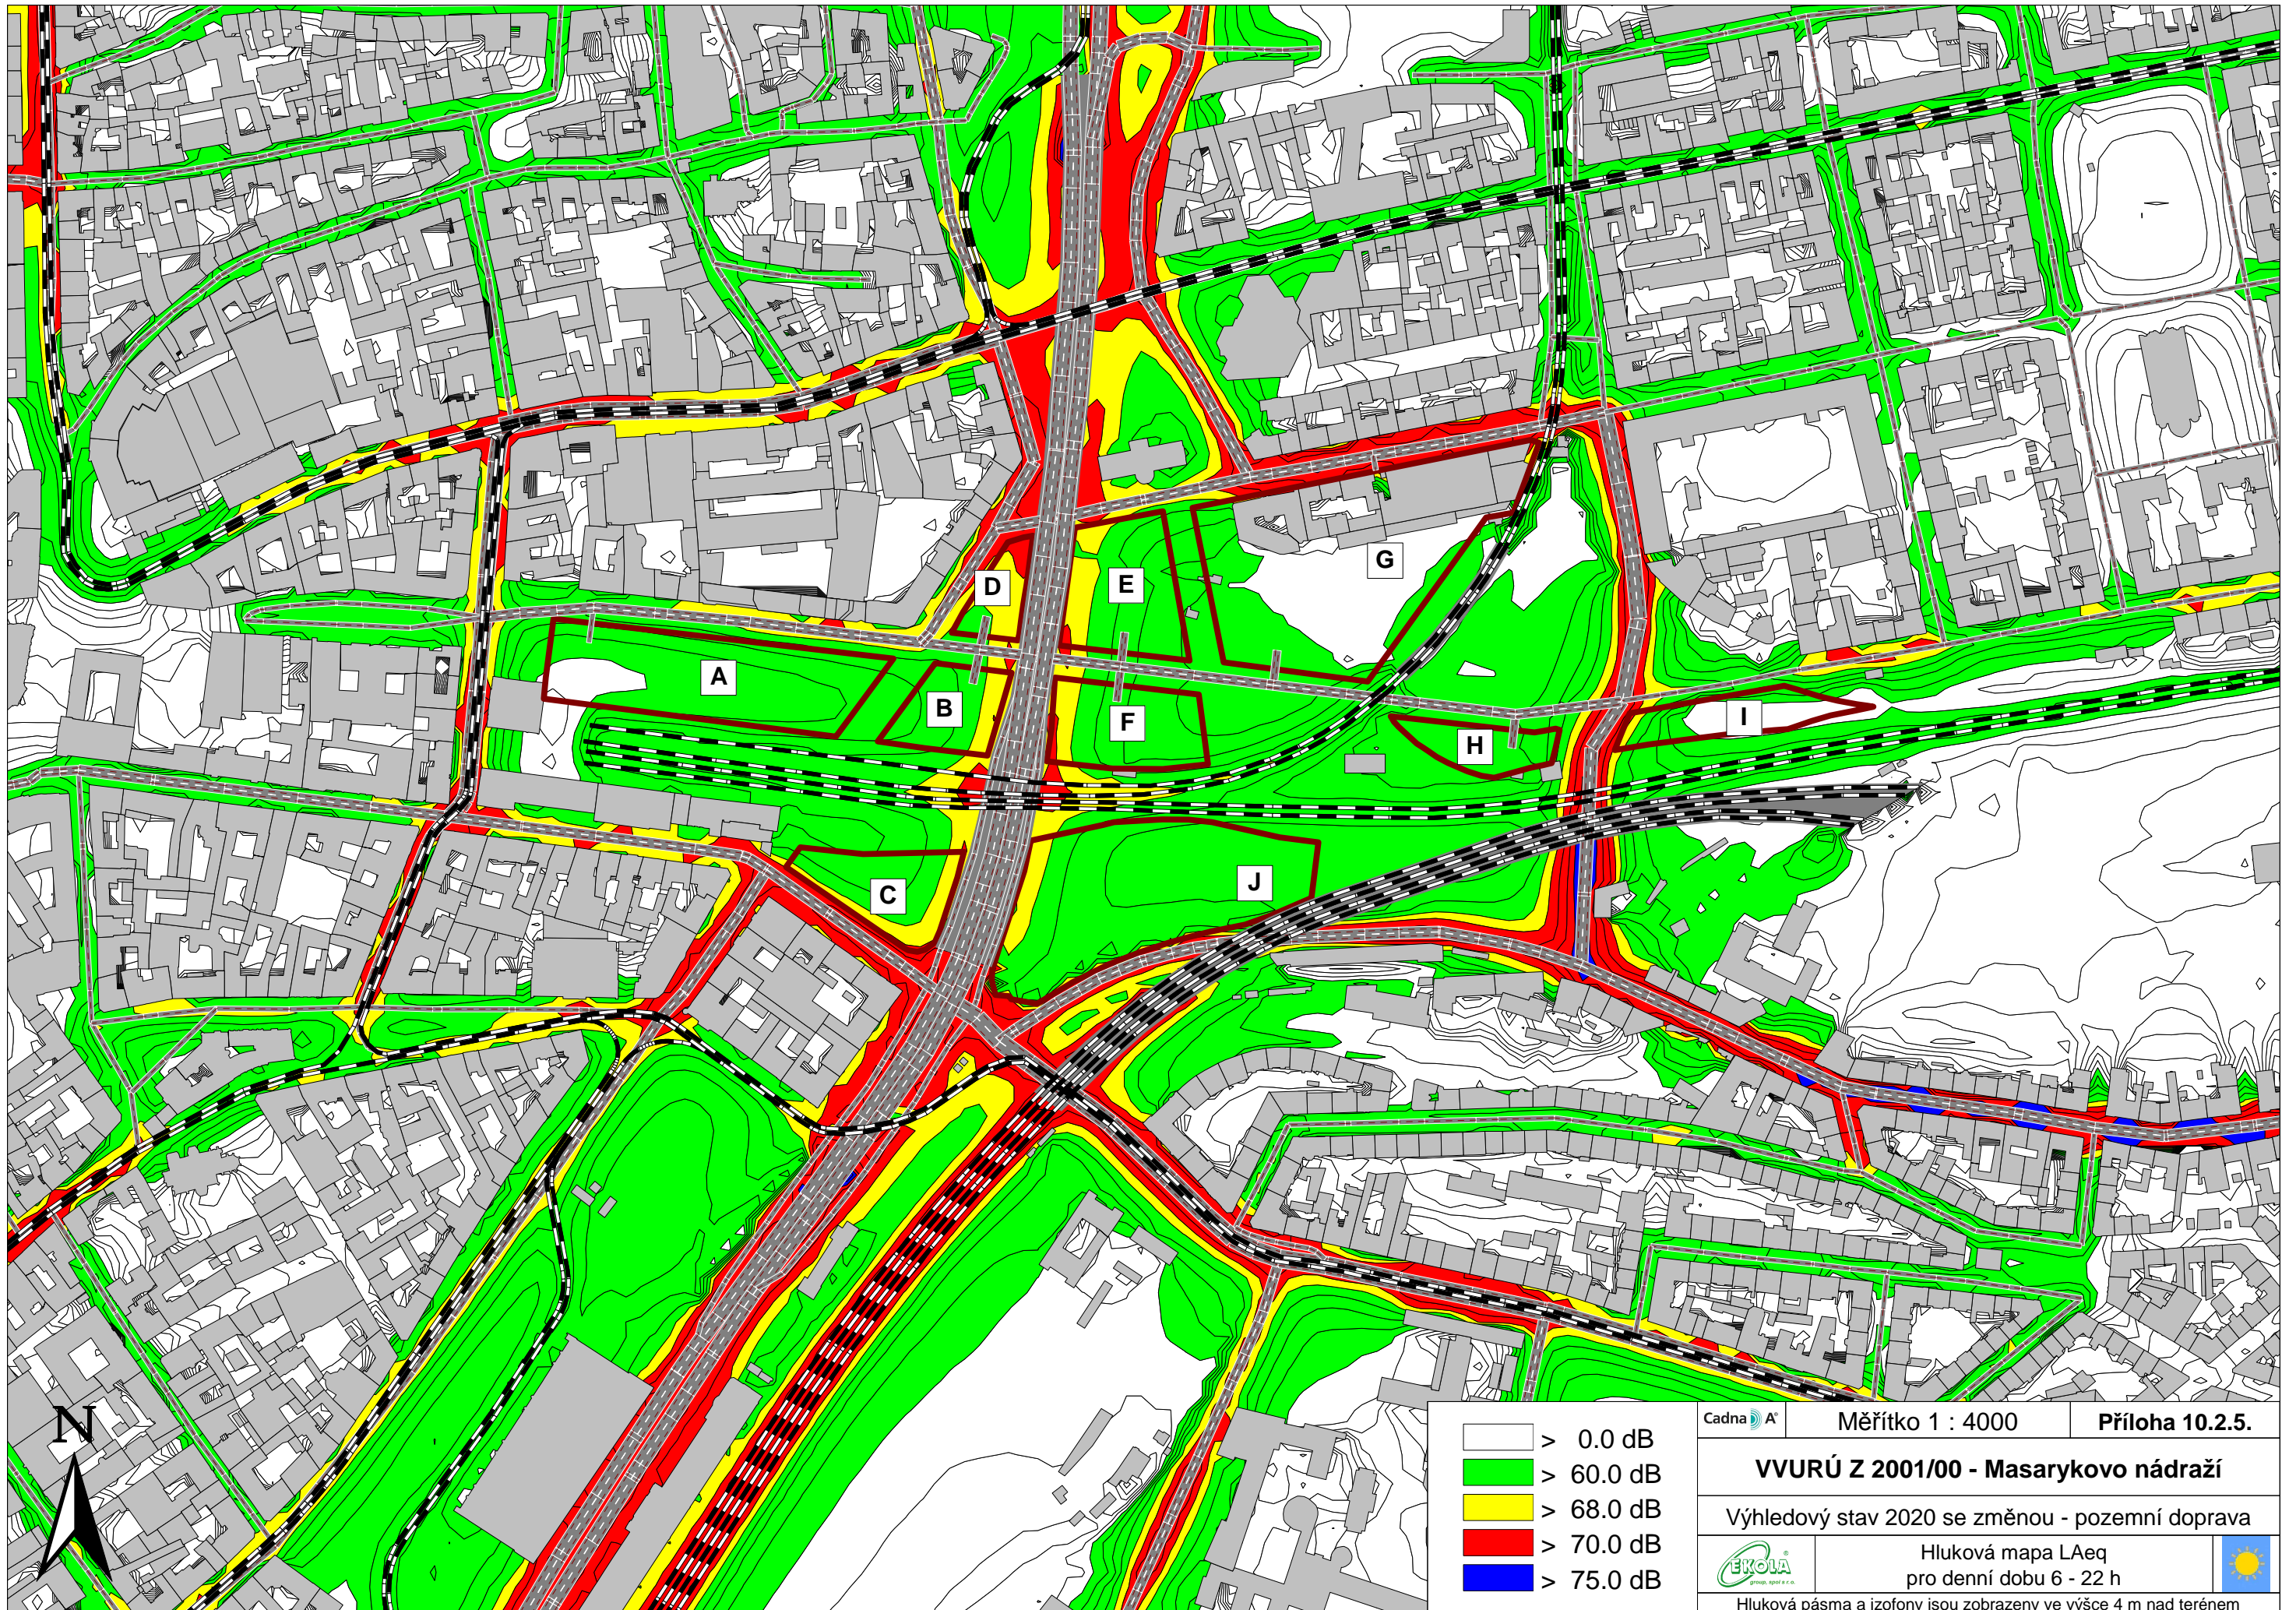 D
E
G
A
B
F
I
H
C
J
N
> 0.0 dB
> 60.0 dB
> 68.0 dB
> 70.0 dB
> 75.0 dB
Cadna A®
Měřítko 1 : 4000
Příloha 10.2.5.
VVURÚ Z 2001/00 - Masarykovo nádraží
Výhledový stav 2020 se změnou - pozemní doprava
EKOLA ®
group, spol s r.o.
Hluková mapa LAeq
pro denní dobu 6 - 22 h
Hluková pásma a izofony jsou zobrazeny ve výšce 4 m nad terénem